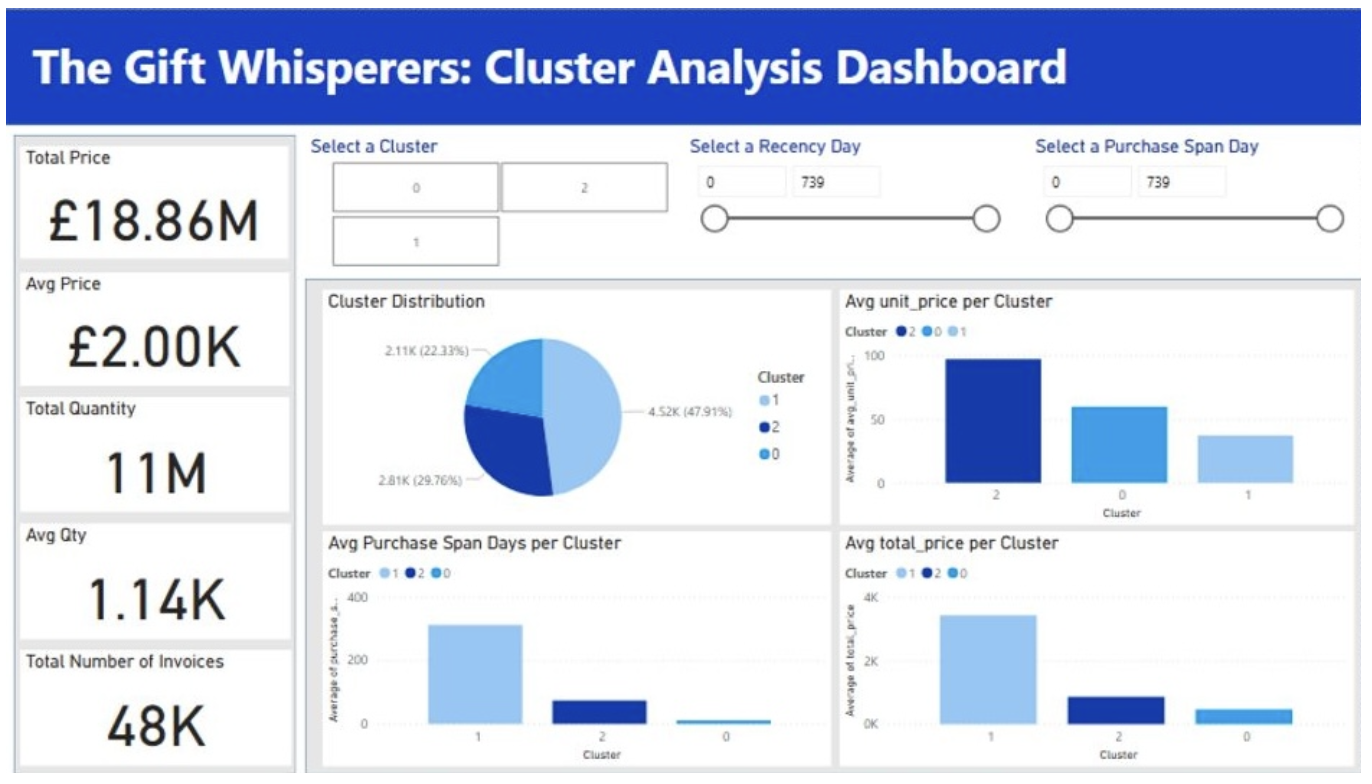 The Gift Whisperers: Cluster Analysis Dashboard
Total Price
£18.86M
Avg Price
£2.00K
Total Quantity
11M
Avg Qty
1.14K
Total Number of Invoices
48K
Select a Cluster
0
2
1
Select a Recency Day
0
739
Select a Purchase Span Day
0
739
Cluster Distribution
2.11K (22.33%)
4.52K (47.91%)
2.81K (29.76%)
Cluster
1
2
0
Avg unit_price per Cluster
Cluster 2 0 1
Average of avg_unit_pri...
100
50
0
2 0 1
Cluster
Avg Purchase Span Days per Cluster
Cluster 1 2 0
Average of purchase_s...
400
200
0
1 2 0
Cluster
Avg total_price per Cluster
Cluster 1 2 0
Average of total_price
4K
2K
0K
1 2 0
Cluster